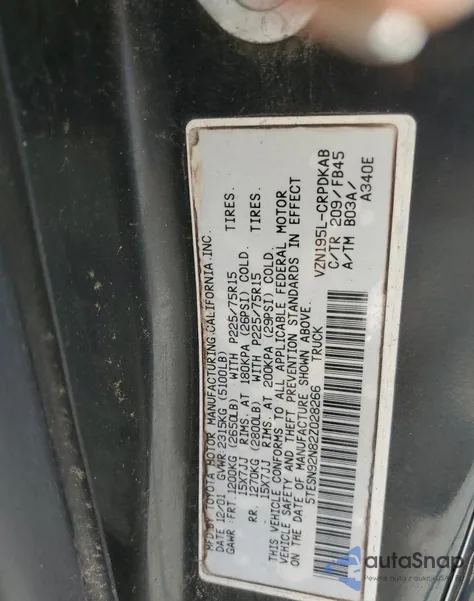 MFD BY: TOYOTA MOTOR MANUFACTURING, CALIFORNIA, INC.
DATE 12/01 GVWR 2315KG (5100LB)
GAWR: FRT. 1200KG (2650LB) WITH P225/75R15 TIRES,
15X7JJ RIMS, AT 180KPA (26PSI) COLD.
RR. 1270KG (2800LB) WITH P225/75R15 TIRES,
15X7JJ RIMS, AT 200KPA (29PSI) COLD.
THIS VEHICLE CONFORMS TO ALL APPLICABLE FEDERAL MOTOR
VEHICLE SAFETY AND THEFT PREVENTION STANDARDS IN EFFECT
ON THE DATE OF MANUFACTURE SHOWN ABOVE.
5TESN92N82Z028266 TRUCK
VZN195L-CRPDKAB
C/TR 209/FB45
A/TM B03A/
A340E
autoSnap